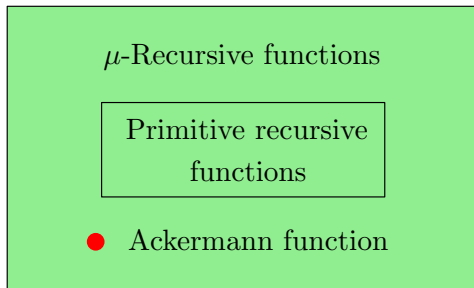 μ-Recursive functions
Primitive recursive
functions
Ackermann function